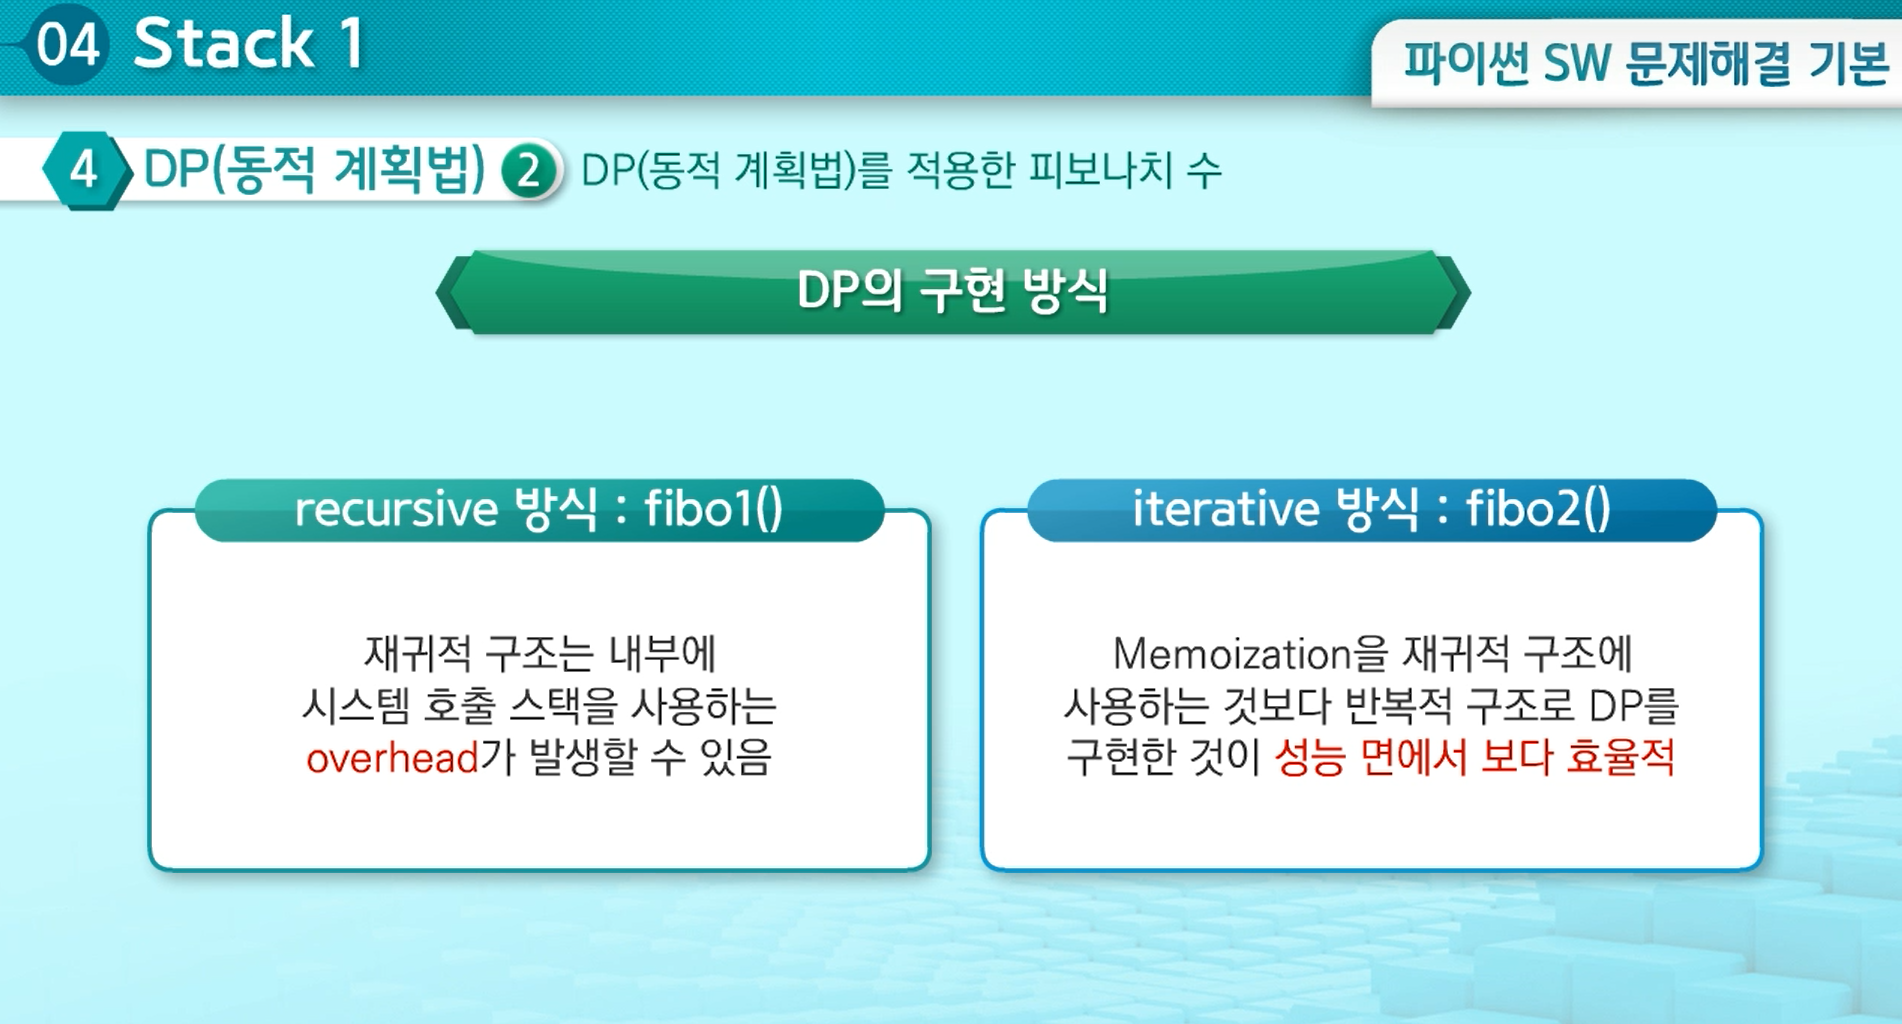 04 Stack 1
파이썬 SW 문제해결 기본
4 DP(동적 계획법) 2 DP(동적 계획법)를 적용한 피보나치 수
DP의 구현 방식
recursive 방식 : fibo1()
재귀적 구조는 내부에
시스템 호출 스택을 사용하는
overhead가 발생할 수 있음
iterative 방식 : fibo2()
Memoization을 재귀적 구조에
사용하는 것보다 반복적 구조로 DP를
구현한 것이 성능 면에서 보다 효율적